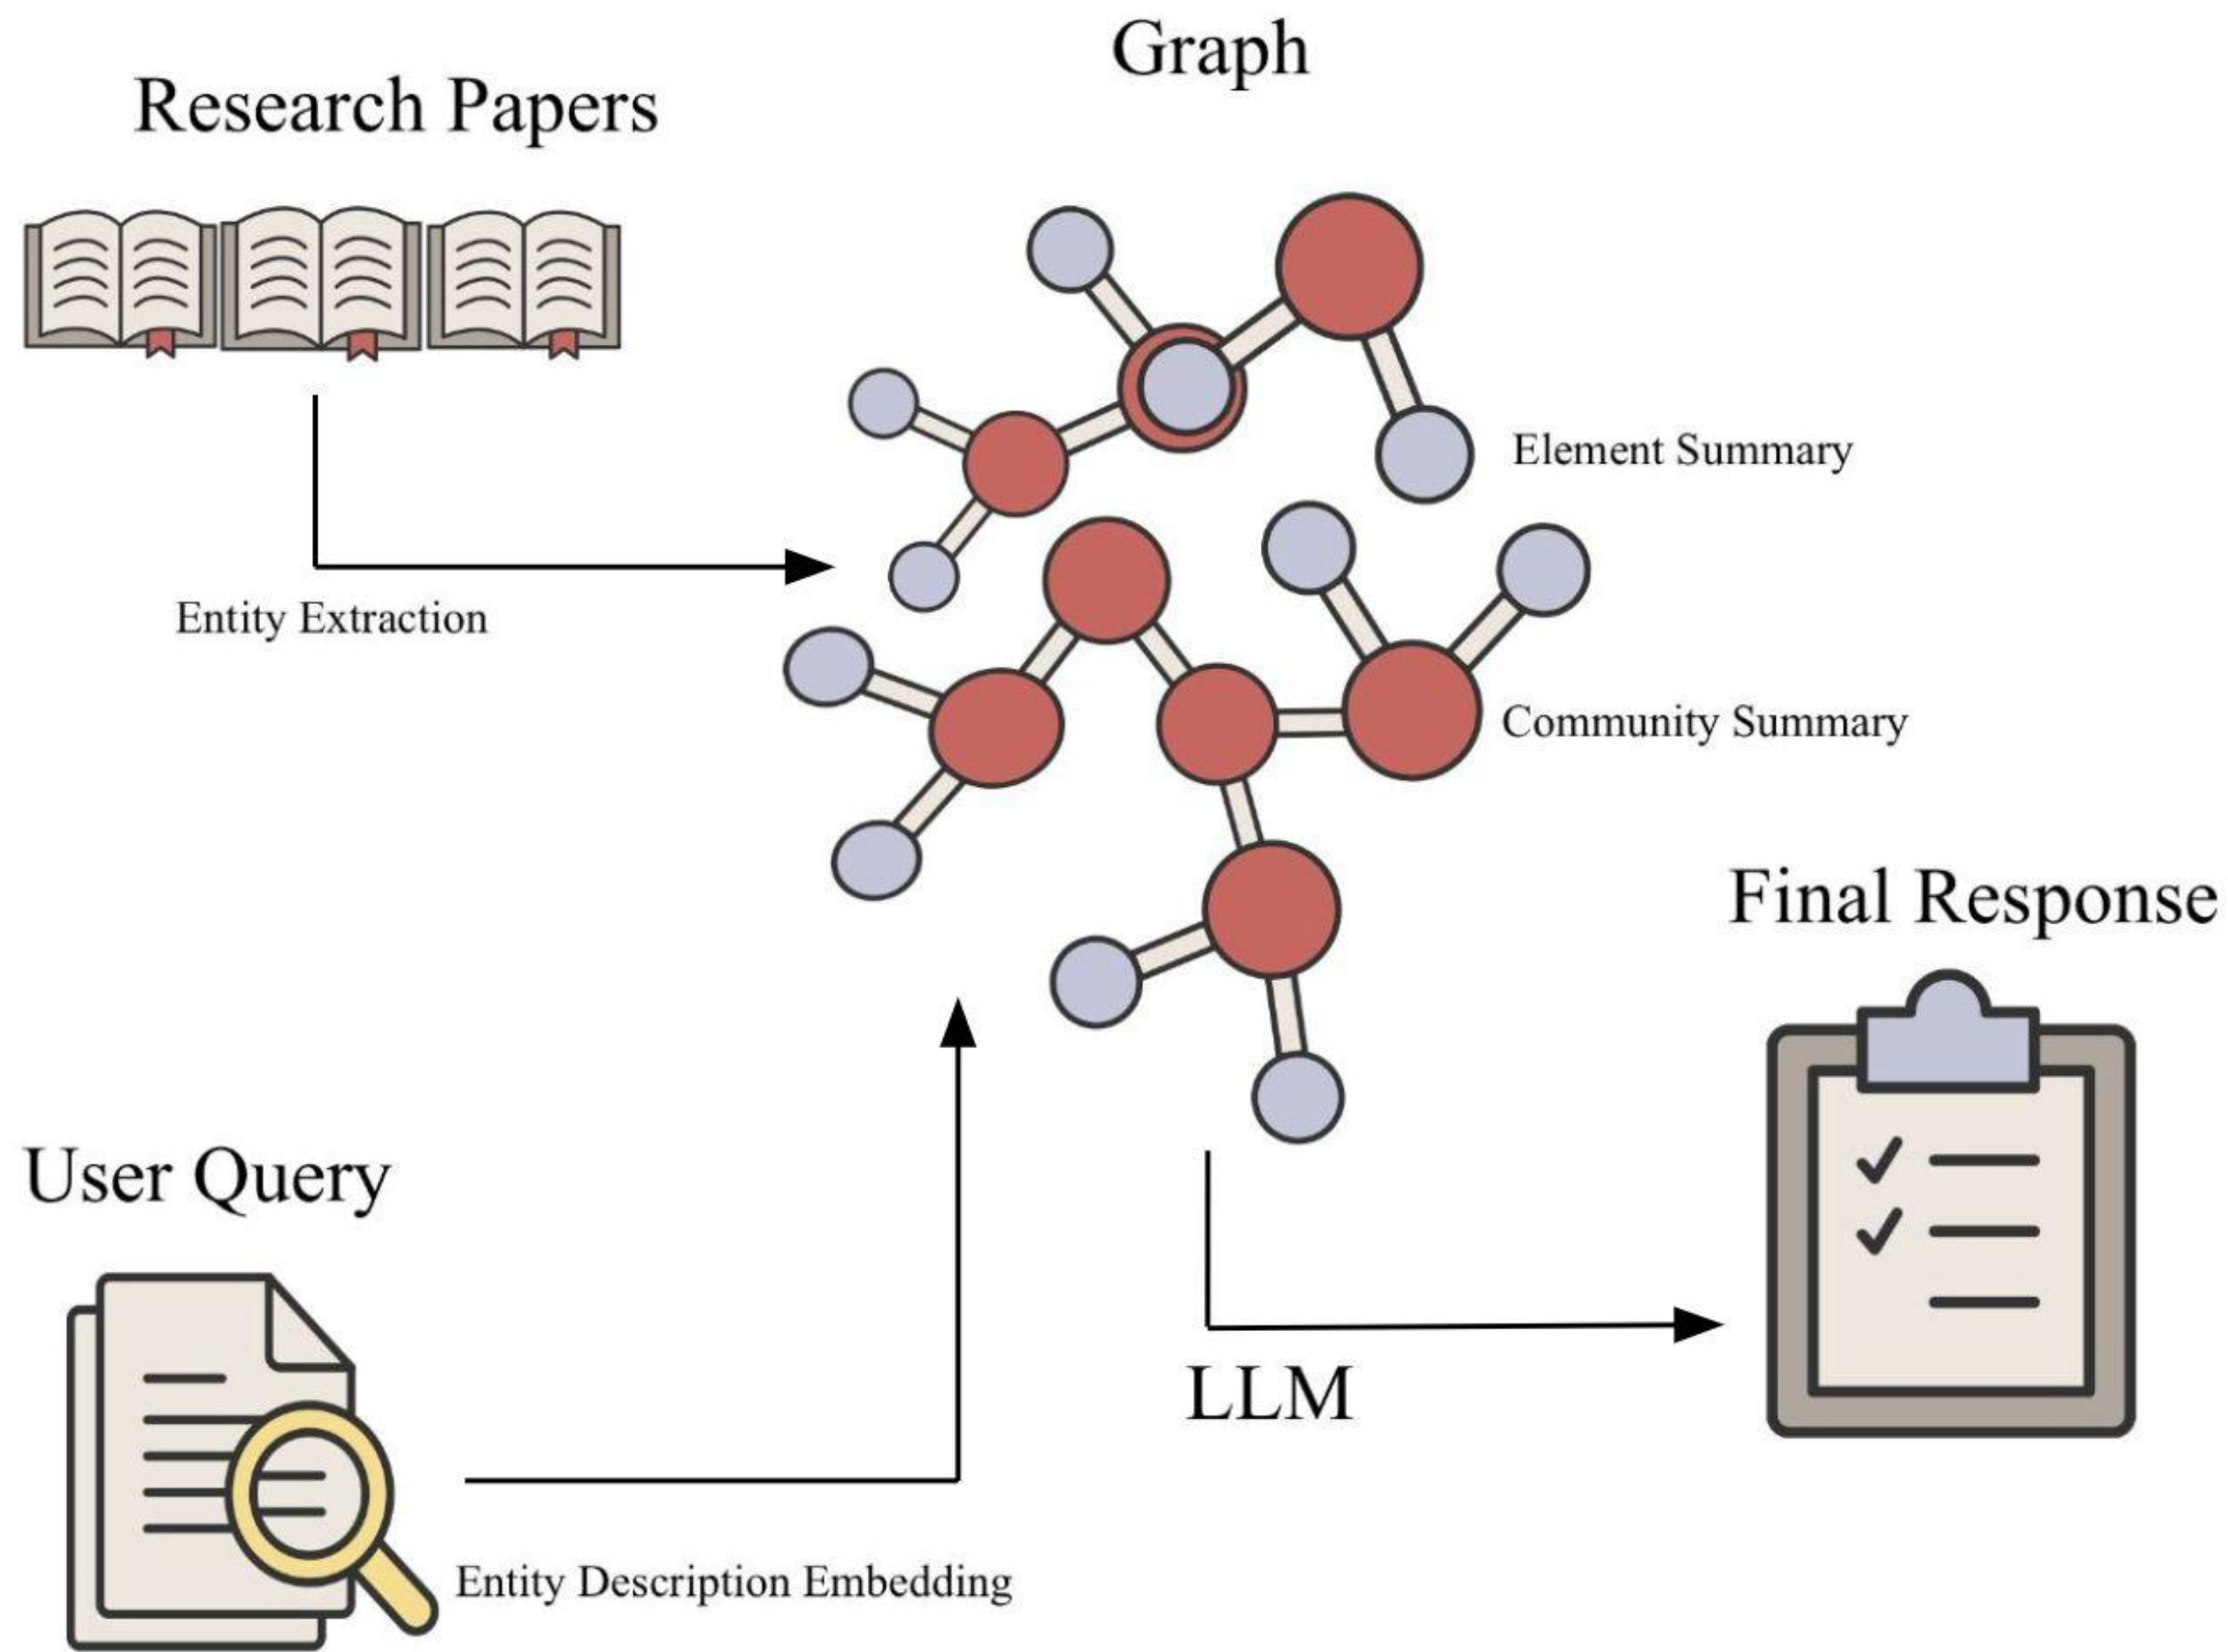 Graph
Research Papers
Element Summary
Entity Extraction
Community Summary
Final Response
User Query
LLM
Entity Description Embedding